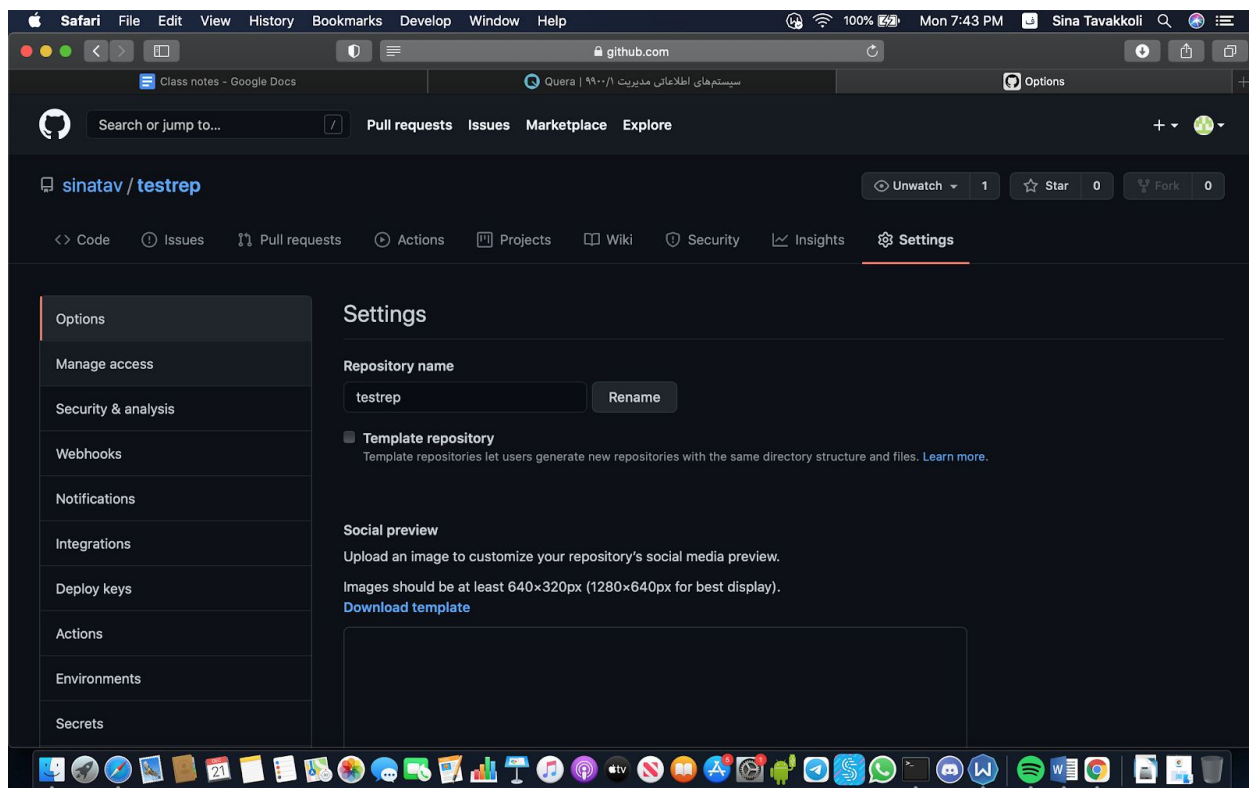 Safari File Edit View History Bookmarks Develop Window Help 100% Mon 7:43 PM ف Sina Tavakkoli
github.com
Class notes - Google Docs
سیستم‌های اطلاعاتی مدیریت ۹۹۰۰/۱ | Quera
Options
Search or jump to... / Pull requests Issues Marketplace Explore
sinatav / testrep Unwatch 1 Star 0 Fork 0
Code Issues Pull requests Actions Projects Wiki Security Insights Settings
Options
Manage access
Security & analysis
Webhooks
Notifications
Integrations
Deploy keys
Actions
Environments
Secrets
Settings
Repository name
testrep Rename
Template repository
Template repositories let users generate new repositories with the same directory structure and files. Learn more.
Social preview
Upload an image to customize your repository's social media preview.
Images should be at least 640×320px (1280×640px for best display).
Download template
21
tv